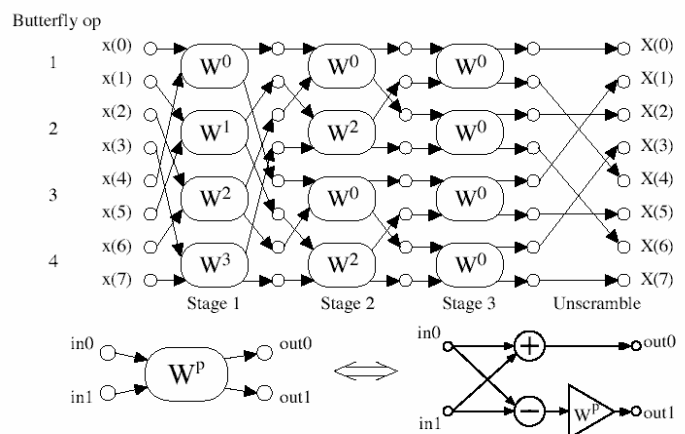 Butterfly op
x(0) X(0)
1 W⁰ W⁰ W⁰
x(1) X(1)
x(2) X(2)
2 W¹ W² W⁰
x(3) X(3)
x(4) X(4)
3 W² W⁰ W⁰
x(5) X(5)
x(6) X(6)
4 W³ W² W⁰
x(7) X(7)
Stage 1 Stage 2 Stage 3 Unscramble
in0 out0 in0 + out0
Wᵖ
in1 out1 in1 − Wᵖ out1